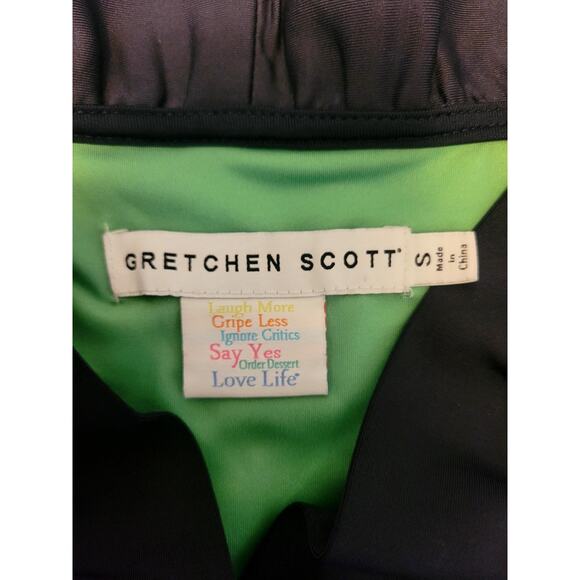 GRETCHEN SCOTT®
S
Made
in
China
Laugh More
Gripe Less
Ignore Critics
Say Yes
Order Dessert
Love Life®